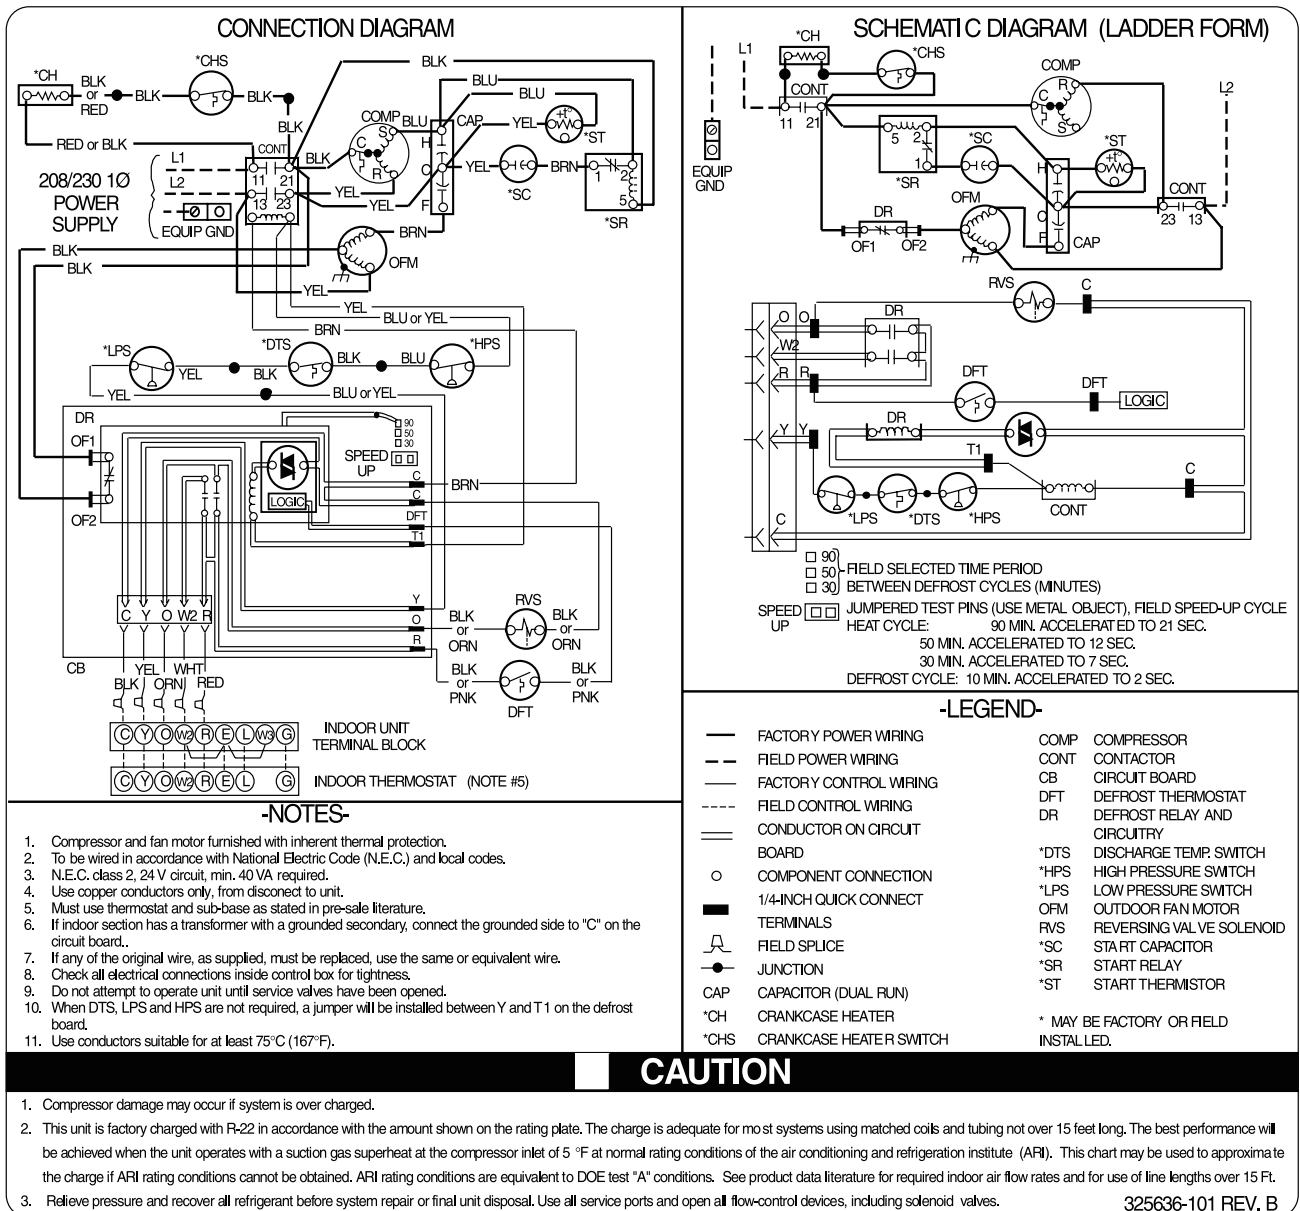 CONNECTION DIAGRAM
*CH
BLK
or
RED
BLK
*CHS
BLK
BLK
BLK
BLU
BLU
COMP
S
C
R
BLU
CAP
H
C
F
YEL
+t°
*ST
RED or BLK
CONT
11
21
13
23
L1
L2
208/230 1Ø
POWER
SUPPLY
EQUIP GND
BLK
YEL
YEL
YEL
*SC
BRN
1
2
5
*SR
BRN
OFM
BLK
BLK
YEL
YEL
BLU or YEL
BRN
*LPS
YEL
BLK
*DTS
BLK
BLU
*HPS
YEL
BLU or YEL
DR
OF1
OF2
90
50
30
SPEED
UP
LOGIC
C
BRN
C
DFT
T1
Y
O
R
C Y O W2 R
CB
BLK
YEL
ORN
WHT
RED
BLK
or
ORN
RVS
BLK
or
ORN
BLK
or
PNK
DFT
BLK
or
PNK
C Y O W2 R E L W3 G
INDOOR UNIT
TERMINAL BLOCK
C Y O W2 R E L G
INDOOR THERMOSTAT (NOTE #5)
SCHEMATIC DIAGRAM (LADDER FORM)
L1
*CH
*CHS
CONT
11
21
COMP
R
C
S
L2
EQUIP
GND
5
2
1
*SR
*SC
*ST
+t°
H
C
F
CAP
CONT
23
13
DR
OF1
OF2
OFM
RVS
C
O O
W2
R R
DR
DFT
DFT
LOGIC
Y Y
DR
T1
C
*LPS
*DTS
*HPS
CONT
C
90
50
30
FIELD SELECTED TIME PERIOD
BETWEEN DEFROST CYCLES (MINUTES)
SPEED
UP
JUMPERED TEST PINS (USE METAL OBJECT), FIELD SPEED-UP CYCLE
HEAT CYCLE: 90 MIN. ACCELERATED TO 21 SEC.
50 MIN. ACCELERATED TO 12 SEC.
30 MIN. ACCELERATED TO 7 SEC.
DEFROST CYCLE: 10 MIN. ACCELERATED TO 2 SEC.
-NOTES-
1. Compressor and fan motor furnished with inherent thermal protection.
2. To be wired in accordance with National Electric Code (N.E.C.) and local codes.
3. N.E.C. class 2, 24 V circuit, min. 40 VA required.
4. Use copper conductors only, from disconect to unit.
5. Must use thermostat and sub-base as stated in pre-sale literature.
6. If indoor section has a transformer with a grounded secondary, connect the grounded side to "C" on the
circuit board..
7. If any of the original wire, as supplied, must be replaced, use the same or equivalent wire.
8. Check all electrical connections inside control box for tightness.
9. Do not attempt to operate unit until service valves have been opened.
10. When DTS, LPS and HPS are not required, a jumper will be installed between Y and T1 on the defrost
board.
11. Use conductors suitable for at least 75°C (167°F).
-LEGEND-
FACTORY POWER WIRING
FIELD POWER WIRING
FACTORY CONTROL WIRING
FIELD CONTROL WIRING
CONDUCTOR ON CIRCUIT
BOARD
COMPONENT CONNECTION
1/4-INCH QUICK CONNECT
TERMINALS
FIELD SPLICE
JUNCTION
CAP CAPACITOR (DUAL RUN)
*CH CRANKCASE HEATER
*CHS CRANKCASE HEATER SWITCH
COMP COMPRESSOR
CONT CONTACTOR
CB CIRCUIT BOARD
DFT DEFROST THERMOSTAT
DR DEFROST RELAY AND
CIRCUITRY
*DTS DISCHARGE TEMP. SWITCH
*HPS HIGH PRESSURE SWITCH
*LPS LOW PRESSURE SWITCH
OFM OUTDOOR FAN MOTOR
RVS REVERSING VALVE SOLENOID
*SC START CAPACITOR
*SR START RELAY
*ST START THERMISTOR
* MAY BE FACTORY OR FIELD
INSTALLED.
CAUTION
1. Compressor damage may occur if system is over charged.
2. This unit is factory charged with R-22 in accordance with the amount shown on the rating plate. The charge is adequate for most systems using matched coils and tubing not over 15 feet long. The best performance will
be achieved when the unit operates with a suction gas superheat at the compressor inlet of 5 °F at normal rating conditions of the air conditioning and refrigeration institute (ARI). This chart may be used to approximate
the charge if ARI rating conditions cannot be obtained. ARI rating conditions are equivalent to DOE test "A" conditions. See product data literature for required indoor air flow rates and for use of line lengths over 15 Ft.
3. Relieve pressure and recover all refrigerant before system repair or final unit disposal. Use all service ports and open all flow-control devices, including solenoid valves.
325636-101 REV. B